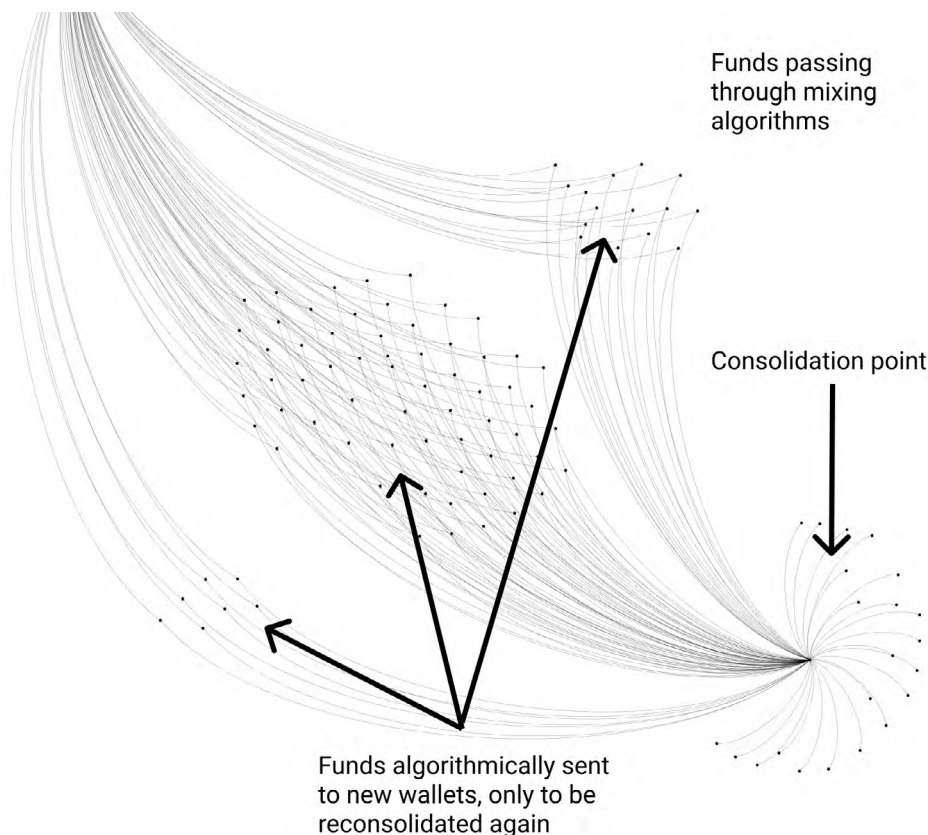 Funds passing
through mixing
algorithms
Consolidation point
Funds algorithmically sent
to new wallets, only to be
reconsolidated again